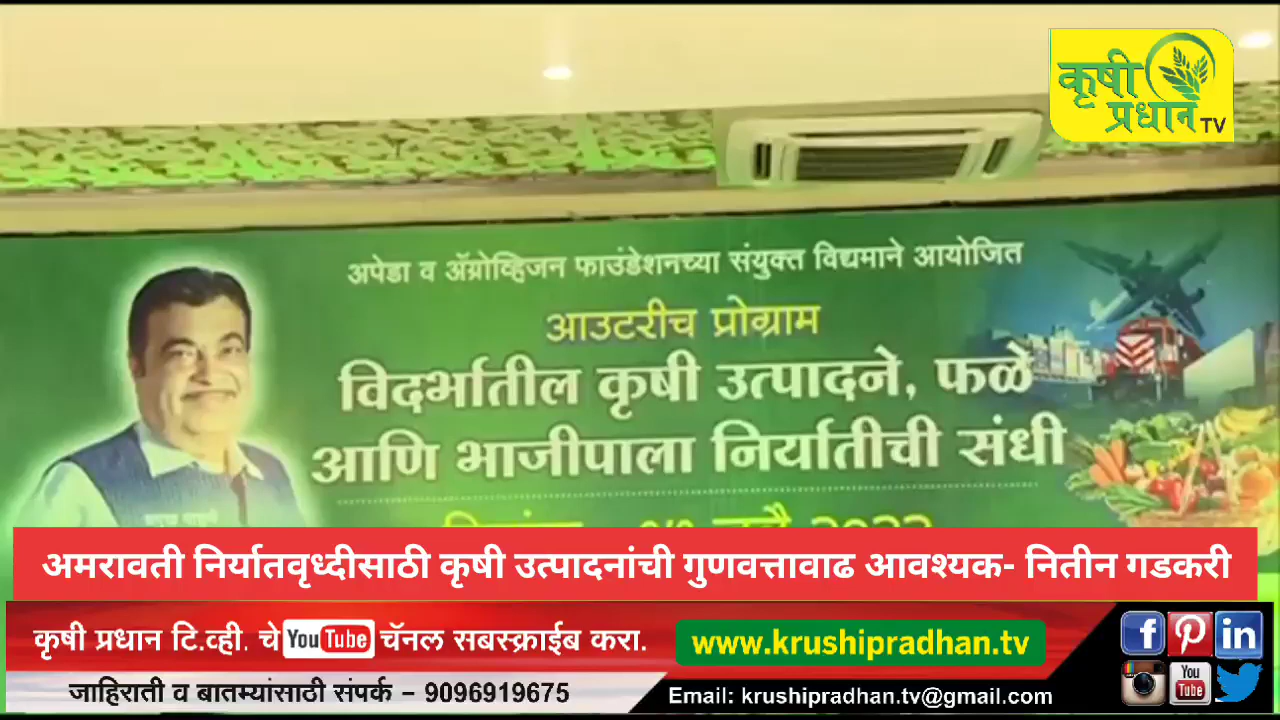 कृषी
प्रधान TV
अपेडा व ॲग्रोव्हिजन फाउंडेशनच्या संयुक्त विद्यमाने आयोजित
आउटरीच प्रोग्राम
विदर्भातील कृषी उत्पादने, फळे
आणि भाजीपाला निर्यातीची संधी
अमरावती निर्यातवृध्दीसाठी कृषी उत्पादनांची गुणवत्तावाढ आवश्यक- नितीन गडकरी
कृषी प्रधान टि.व्ही. चे YouTube चॅनल सबस्क्राईब करा.
www.krushipradhan.tv
जाहिराती व बातम्यांसाठी संपर्क – 9096919675
Email: krushipradhan.tv@gmail.com
You
Tube